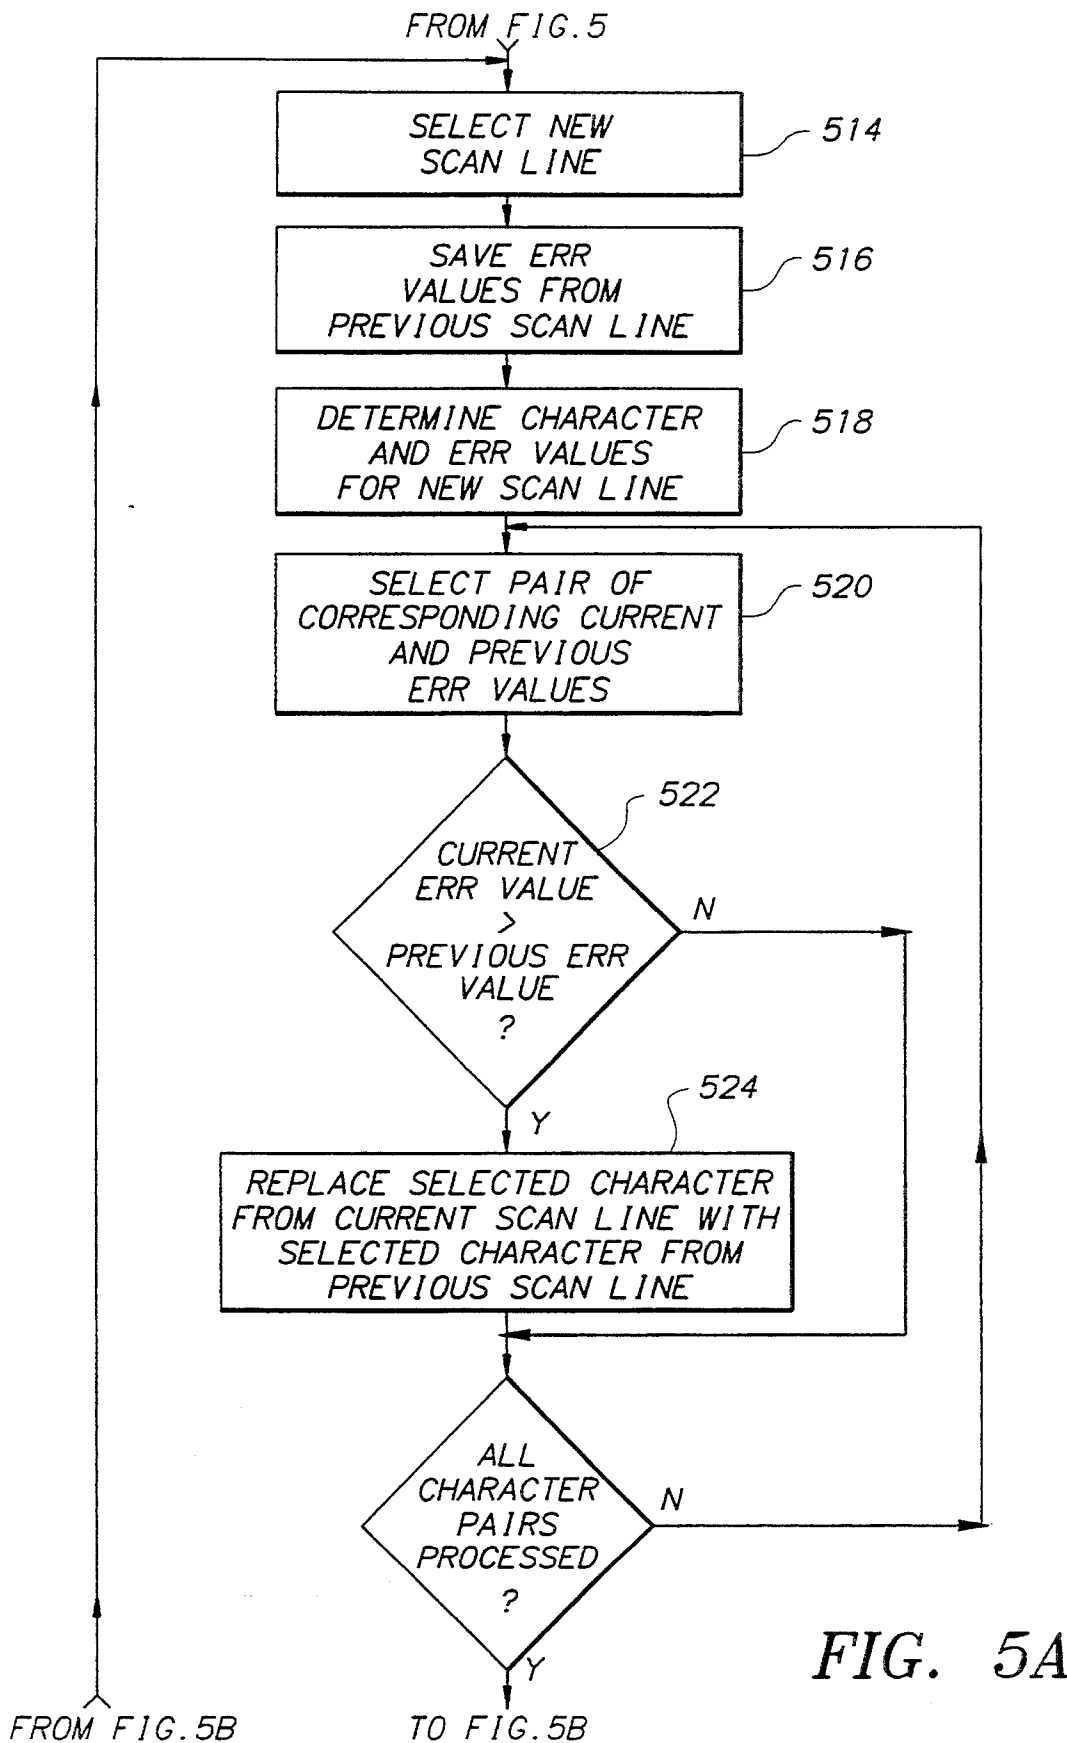 FROM FIG.5
SELECT NEW
SCAN LINE
514
SAVE ERR
VALUES FROM
PREVIOUS SCAN LINE
516
DETERMINE CHARACTER
AND ERR VALUES
FOR NEW SCAN LINE
518
SELECT PAIR OF
CORRESPONDING CURRENT
AND PREVIOUS
ERR VALUES
520
522
CURRENT
ERR VALUE
>
PREVIOUS ERR
VALUE
?
N
Y
524
REPLACE SELECTED CHARACTER
FROM CURRENT SCAN LINE WITH
SELECTED CHARACTER FROM
PREVIOUS SCAN LINE
ALL
CHARACTER
PAIRS
PROCESSED
?
N
Y
FIG. 5A
FROM FIG.5B
TO FIG.5B